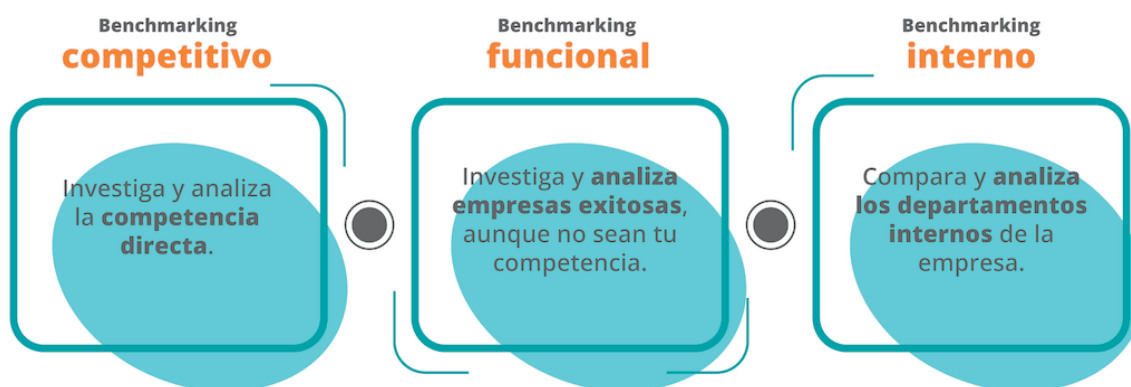 Benchmarking
competitivo
Investiga y analiza
la competencia
directa.
Benchmarking
funcional
Investiga y analiza
empresas exitosas,
aunque no sean tu
competencia.
Benchmarking
interno
Compara y analiza
los departamentos
internos de la
empresa.